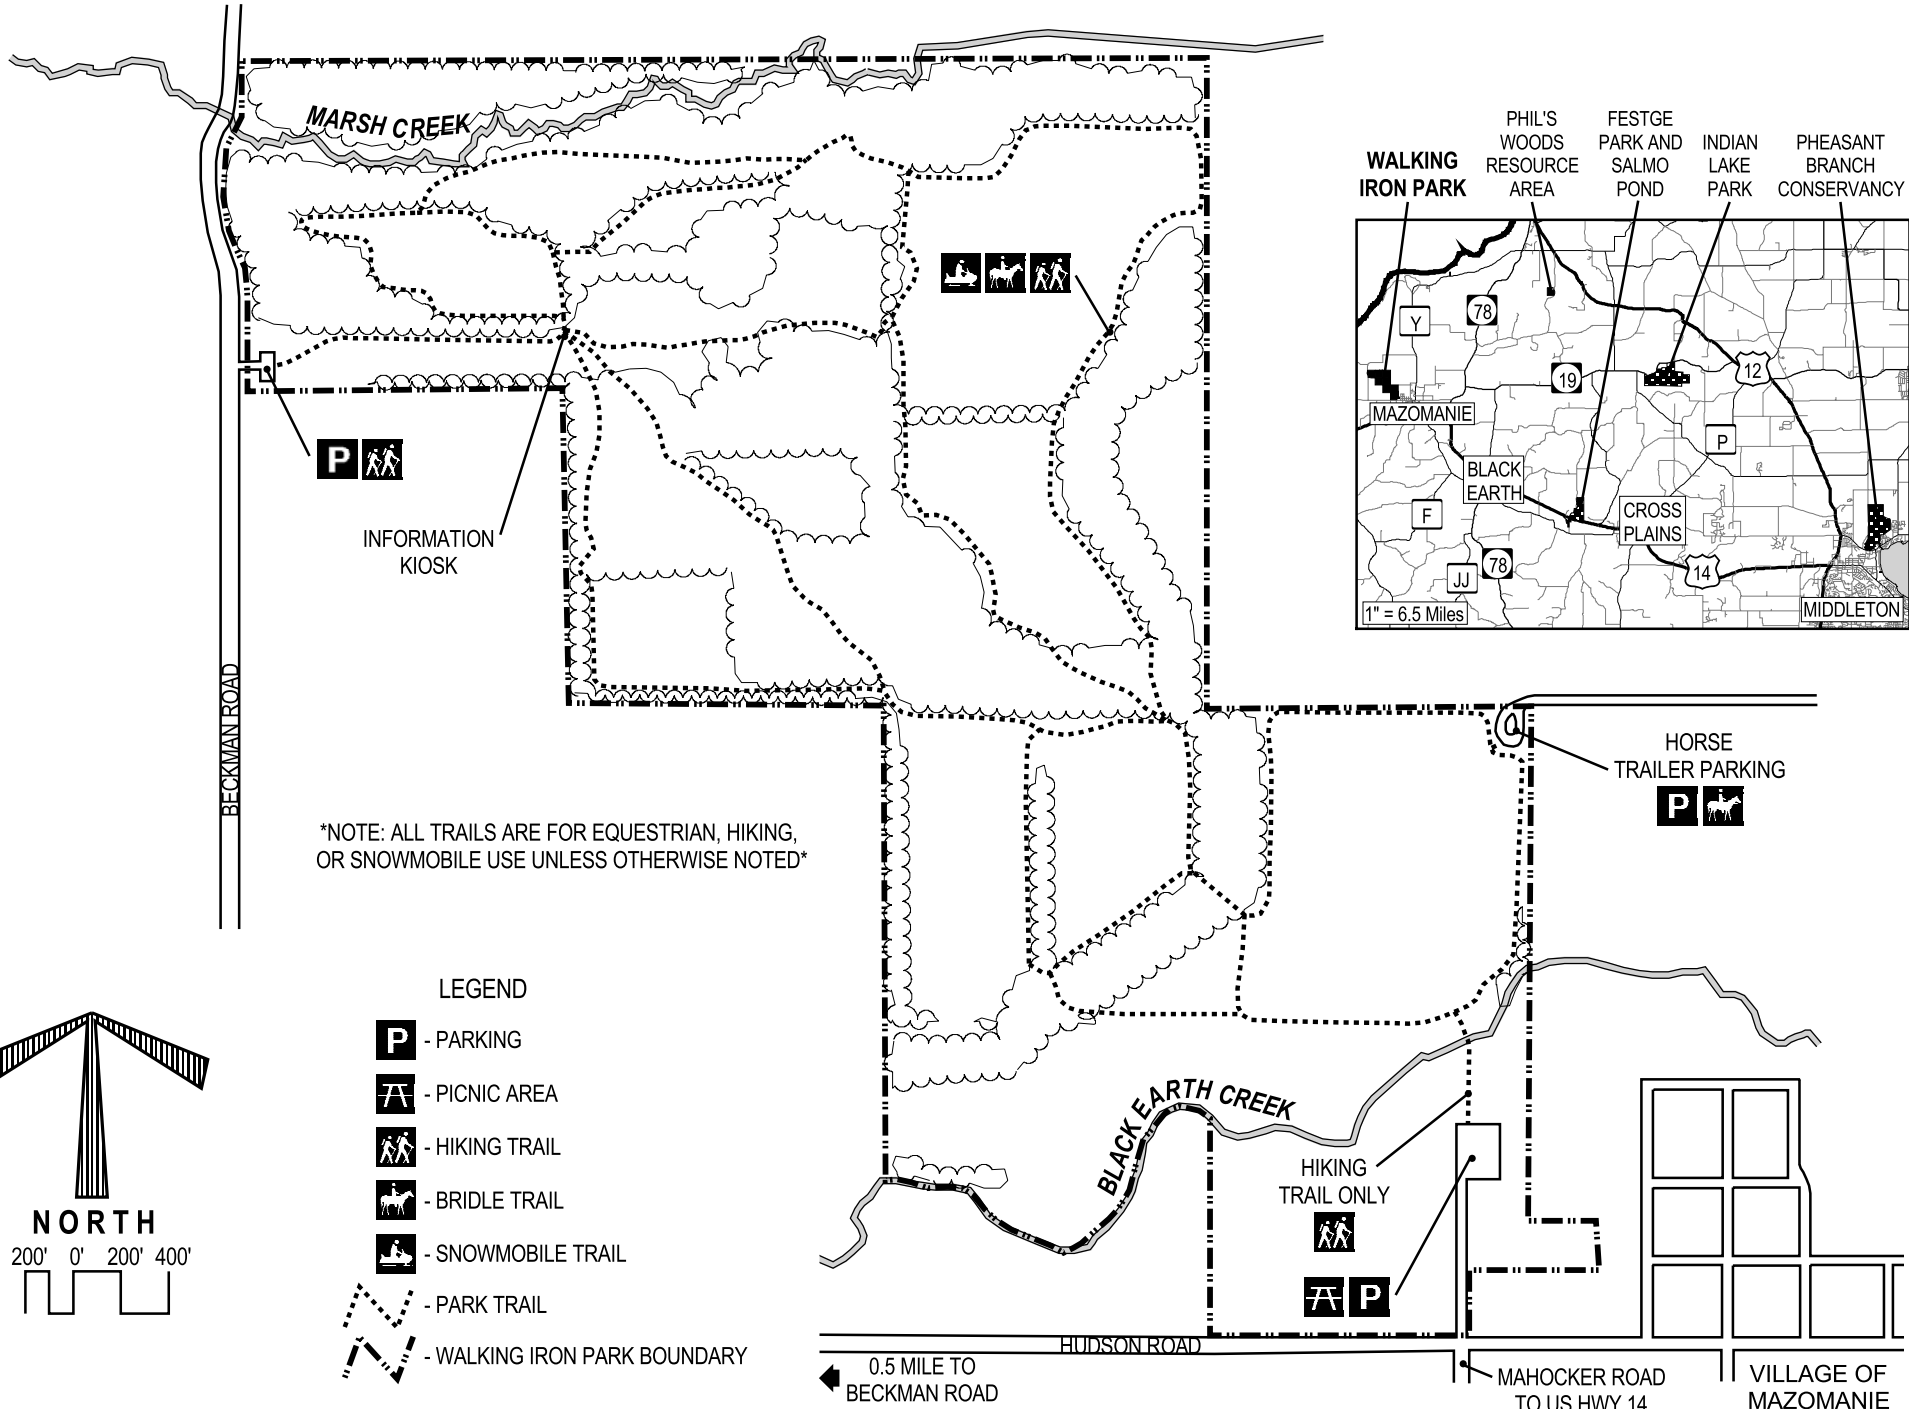 MARSH CREEK
PHIL'S
WOODS
RESOURCE
AREA
FESTGE
PARK AND
SALMO
POND
INDIAN
LAKE
PARK
PHEASANT
BRANCH
CONSERVANCY
WALKING
IRON PARK
Y
78
19
12
MAZOMANIE
P
BLACK
EARTH
F
CROSS
PLAINS
78
JJ
14
1" = 6.5 Miles
MIDDLETON
P
INFORMATION
KIOSK
BECKMAN ROAD
HORSE
TRAILER PARKING
P
*NOTE: ALL TRAILS ARE FOR EQUESTRIAN, HIKING,
OR SNOWMOBILE USE UNLESS OTHERWISE NOTED*
LEGEND
P - PARKING
- PICNIC AREA
- HIKING TRAIL
- BRIDLE TRAIL
- SNOWMOBILE TRAIL
- PARK TRAIL
- WALKING IRON PARK BOUNDARY
NORTH
200' 0' 200' 400'
BLACK EARTH CREEK
HIKING
TRAIL ONLY
P
HUDSON ROAD
0.5 MILE TO
BECKMAN ROAD
MAHOCKER ROAD
TO US HWY 14
VILLAGE OF
MAZOMANIE